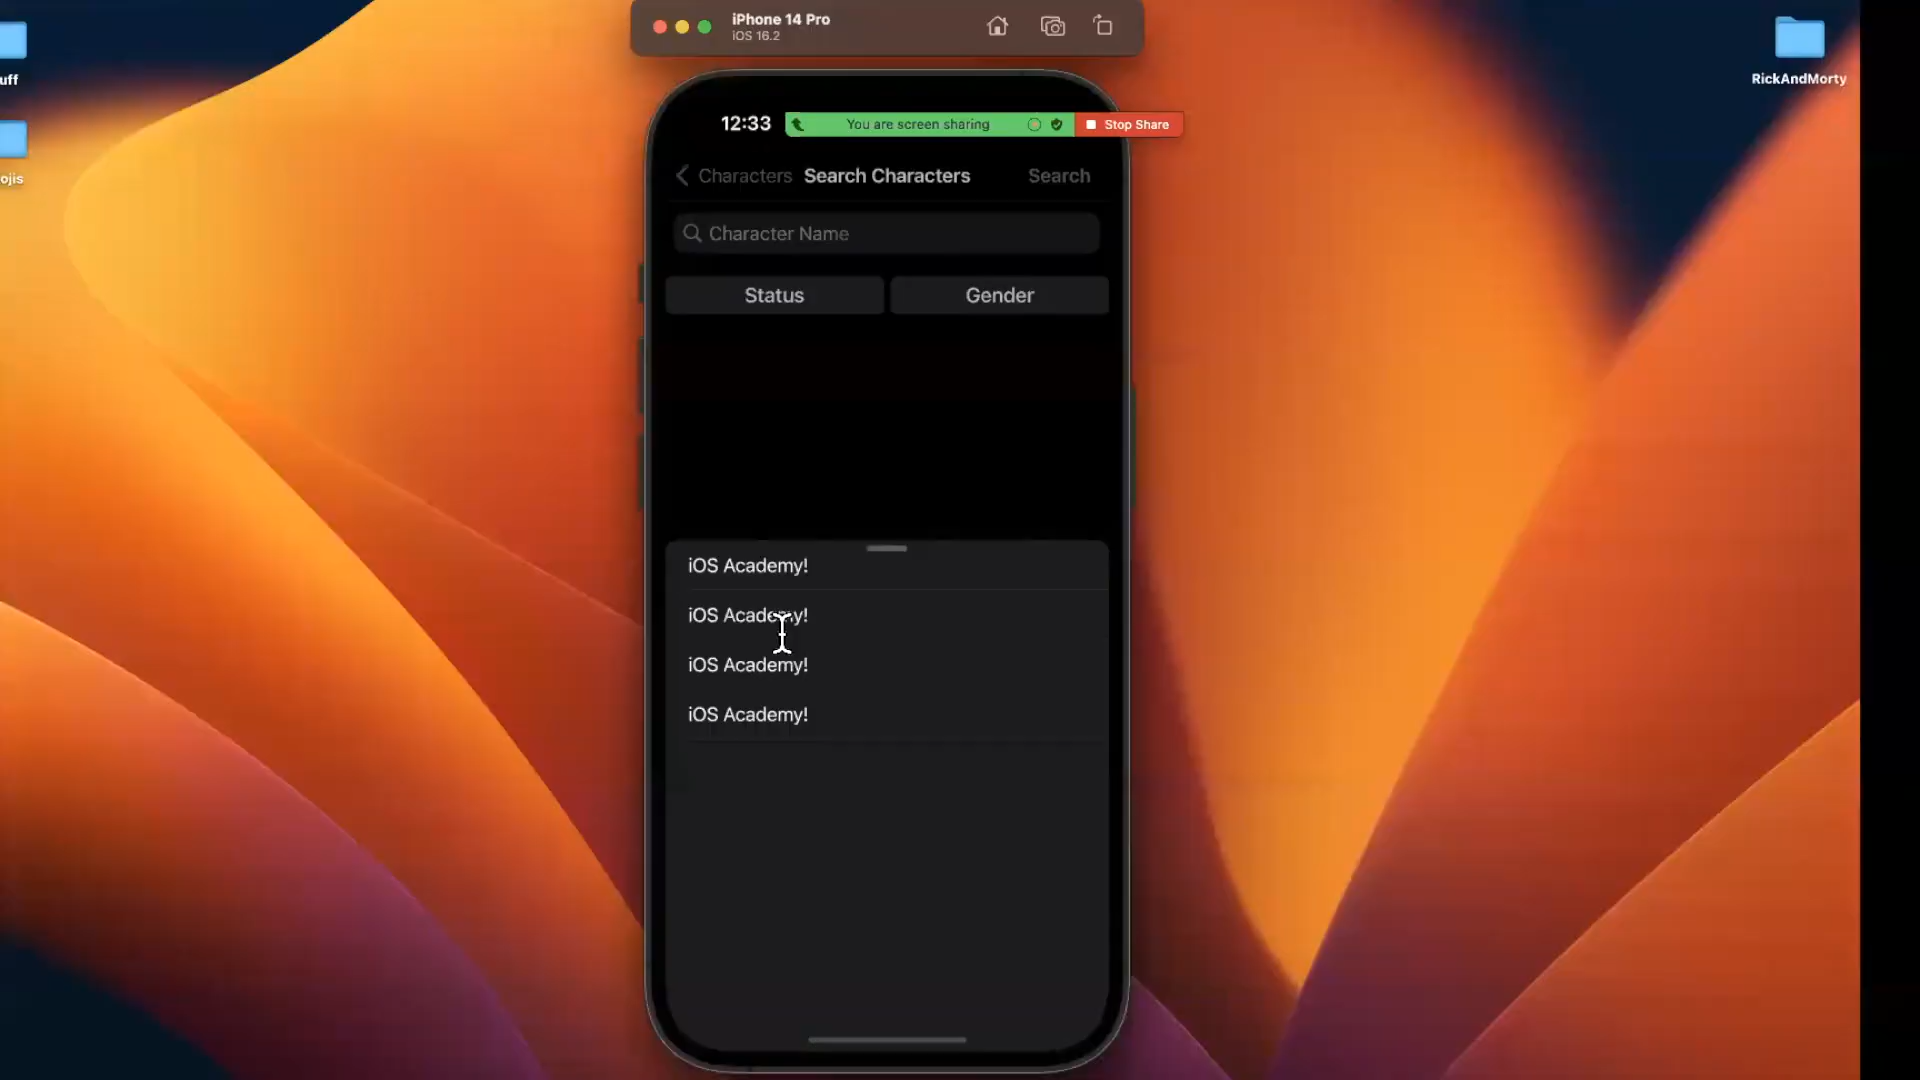 iPhone 14 Pro
iOS 16.2
uff
RickAndMorty
12:33
You are screen sharing
Stop Share
ojis
Characters
Search Characters
Search
Character Name
Status
Gender
iOS Academy!
iOS Academy!
iOS Academy!
iOS Academy!